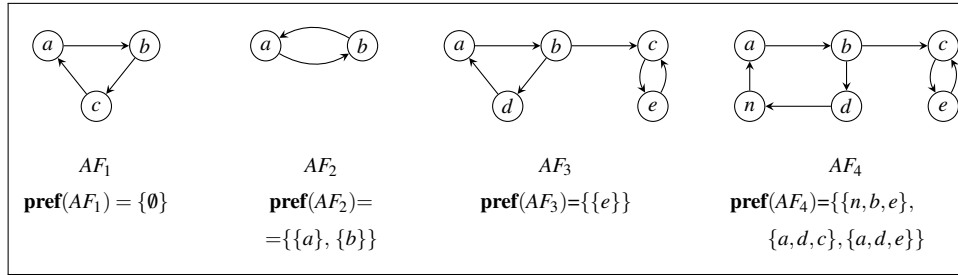 a b c
a b
a b c d e
a b c n d e
AF₁
AF₂
AF₃
AF₄
pref(AF₁) = {∅}
pref(AF₂)=
={{a}, {b}}
pref(AF₃)={{e}}
pref(AF₄)={{n,b,e},
{a,d,c},{a,d,e}}